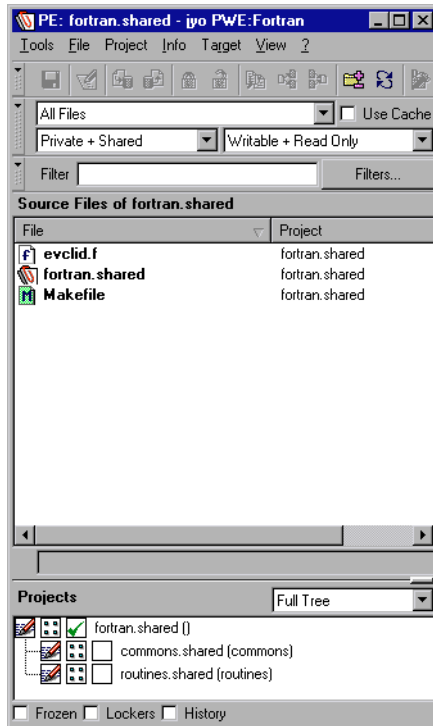 PE: fortran.shared - jyo PWE:Fortran
Tools File Project Info Target View ?
All Files Use Cache
Private + Shared Writable + Read Only
Filter Filters...
Source Files of fortran.shared
File Project
evclid.f fortran.shared
fortran.shared fortran.shared
Makefile fortran.shared
Projects Full Tree
fortran.shared ()
commons.shared (commons)
routines.shared (routines)
Frozen Lockers History